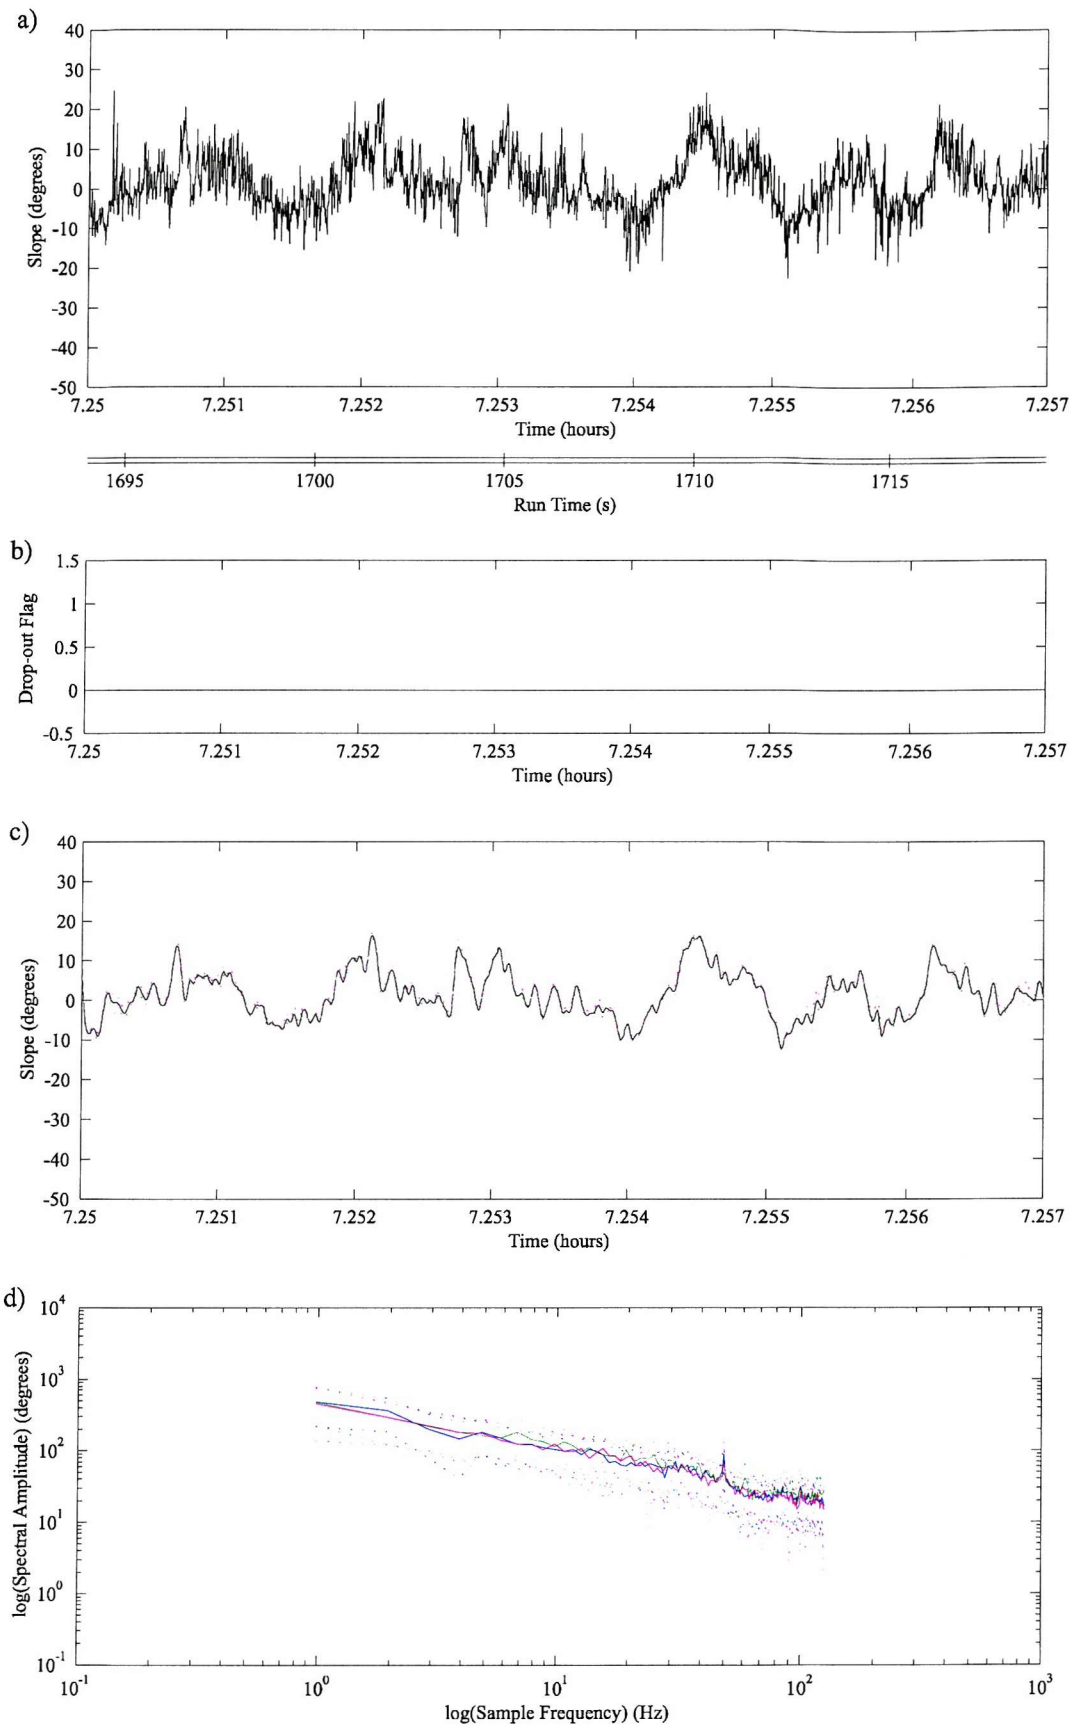 a)
40
30
20
10
0
-10
-20
-30
-40
-50
Slope (degrees)
7.25 7.251 7.252 7.253 7.254 7.255 7.256 7.257
Time (hours)
1695 1700 1705 1710 1715
Run Time (s)
b)
1.5
1
0.5
0
-0.5
Drop-out Flag
7.25 7.251 7.252 7.253 7.254 7.255 7.256 7.257
Time (hours)
c)
40
30
20
10
0
-10
-20
-30
-40
-50
Slope (degrees)
7.25 7.251 7.252 7.253 7.254 7.255 7.256 7.257
Time (hours)
d)
10^4
10^3
10^2
10^1
10^0
10^-1
log(Spectral Amplitude) (degrees)
10^-1 10^0 10^1 10^2 10^3
log(Sample Frequency) (Hz)